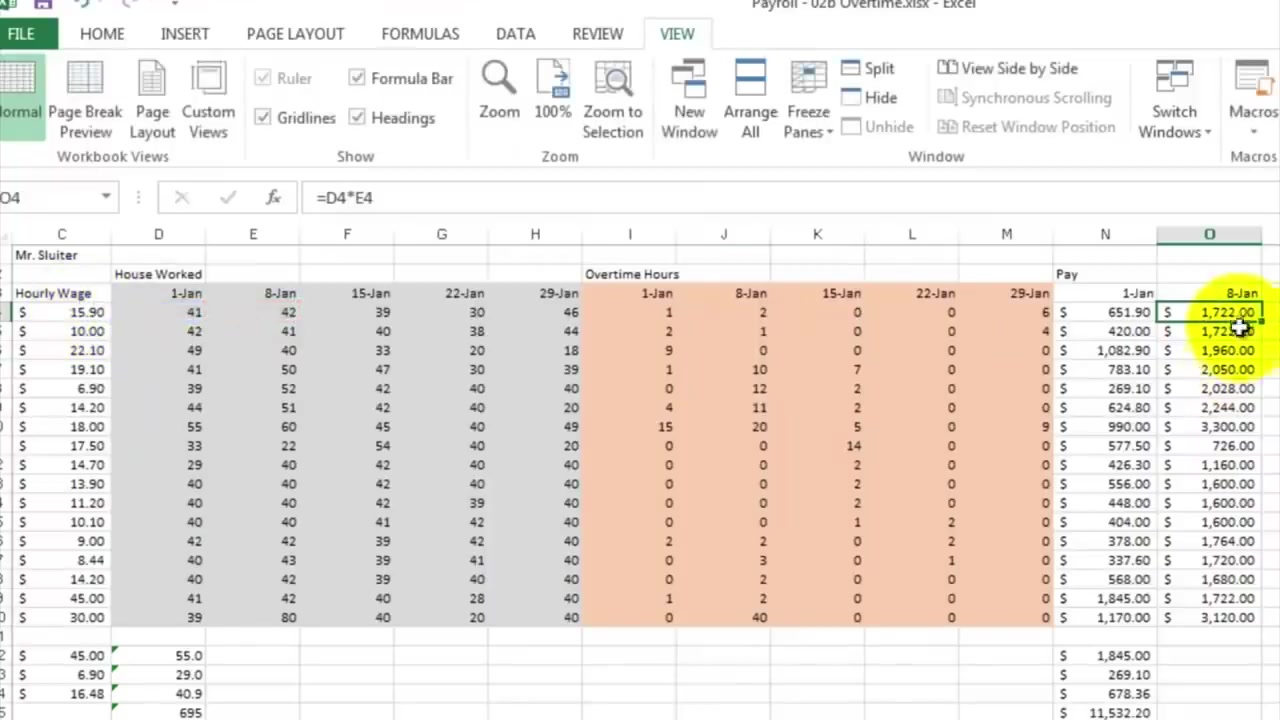 Payroll - 02b Overtime.xlsx - Excel
FILE HOME INSERT PAGE LAYOUT FORMULAS DATA REVIEW VIEW
Normal
Page Break Preview
Page Layout
Custom Views
Workbook Views
Ruler
Formula Bar
Gridlines
Headings
Show
Zoom
100%
Zoom to Selection
Zoom
New Window
Arrange All
Freeze Panes
Split
Hide
Unhide
View Side by Side
Synchronous Scrolling
Reset Window Position
Window
Switch Windows
Macros
Macros
O4 fx =D4*E4
C D E F G H I J K L M N O
Mr. Sluiter
House Worked Overtime Hours Pay
Hourly Wage 1-Jan 8-Jan 15-Jan 22-Jan 29-Jan 1-Jan 8-Jan 15-Jan 22-Jan 29-Jan 1-Jan 8-Jan
$ 15.90 41 42 39 30 46 1 2 0 0 6 $ 651.90 $ 1,722.00
$ 10.00 42 41 40 38 44 2 1 0 0 4 $ 420.00 $
$ 22.10 49 40 33 20 18 9 0 0 0 0 $ 1,082.90 $ 1,960.00
$ 19.10 41 50 47 30 39 1 10 7 0 0 $ 783.10 $ 2,050.00
$ 6.90 39 52 42 40 40 0 12 2 0 0 $ 269.10 $ 2,028.00
$ 14.20 44 51 42 40 20 4 11 2 0 0 $ 624.80 $ 2,244.00
$ 18.00 55 60 45 40 49 15 20 5 0 9 $ 990.00 $ 3,300.00
$ 17.50 33 22 54 40 20 0 0 14 0 0 $ 577.50 $ 726.00
$ 14.70 29 40 42 40 40 0 0 2 0 0 $ 426.30 $ 1,160.00
$ 13.90 40 40 42 40 40 0 0 2 0 0 $ 556.00 $ 1,600.00
$ 11.20 40 40 42 39 40 0 0 2 0 0 $ 448.00 $ 1,600.00
$ 10.10 40 40 41 42 40 0 0 1 2 0 $ 404.00 $ 1,600.00
$ 9.00 42 42 39 42 40 2 2 0 2 0 $ 378.00 $ 1,764.00
$ 8.44 40 43 39 41 40 0 3 0 1 0 $ 337.60 $ 1,720.00
$ 14.20 40 42 39 40 40 0 2 0 0 0 $ 568.00 $ 1,680.00
$ 45.00 41 42 40 28 40 1 2 0 0 0 $ 1,845.00 $ 1,722.00
$ 30.00 39 80 40 20 40 0 40 0 0 0 $ 1,170.00 $ 3,120.00
$ 45.00 55.0 $ 1,845.00
$ 6.90 29.0 $ 269.10
$ 16.48 40.9 $ 678.36
695 $ 11,532.20